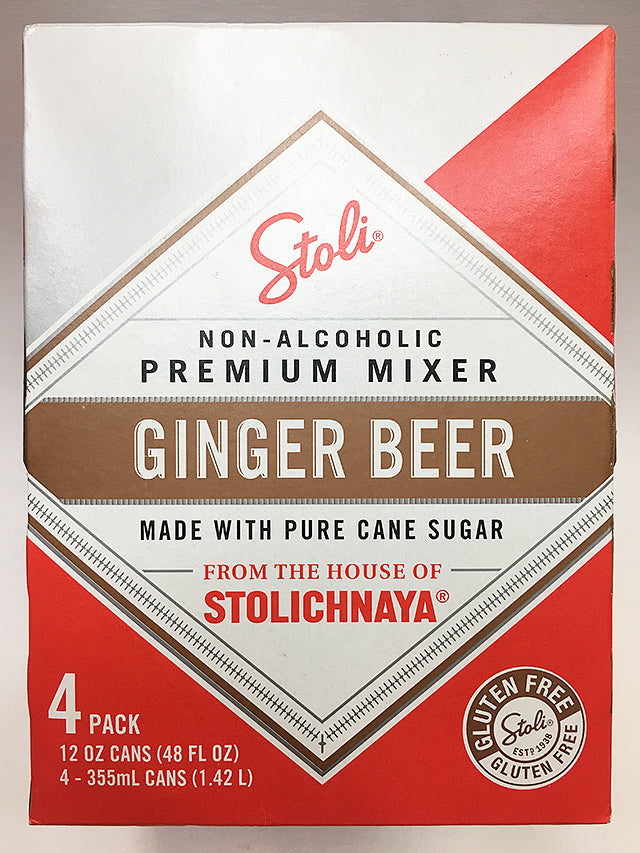 Stoli®
NON-ALCOHOLIC
PREMIUM MIXER
GINGER BEER
MADE WITH PURE CANE SUGAR
FROM THE HOUSE OF
STOLICHNAYA®
4 PACK
12 OZ CANS (48 FL OZ)
4 - 355mL CANS (1.42 L)
GLUTEN FREE
Stoli®
ESTD 1938
GLUTEN FREE